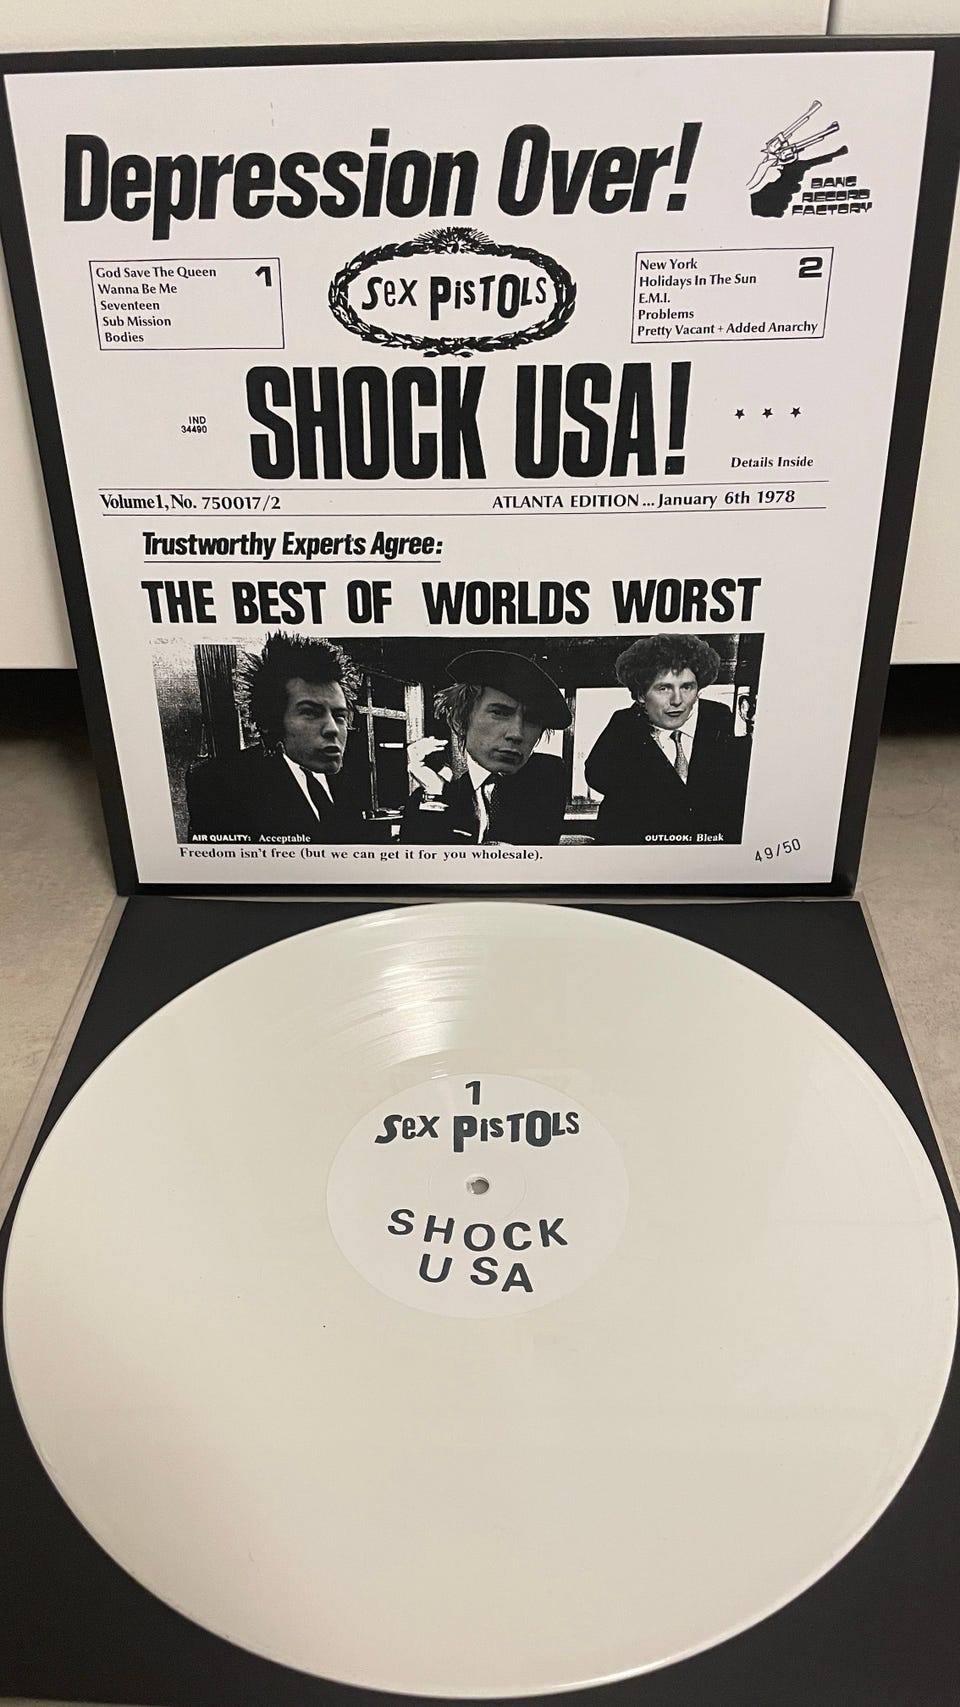 Depression Over!
BANG
RECORD
FACTORY
God Save The Queen
Wanna Be Me
Seventeen
Sub Mission
Bodies
1
SeX PisTOLS
New York
Holidays In The Sun
E.M.I.
Problems
Pretty Vacant + Added Anarchy
2
SHOCK USA!
IND
34490
★ ★ ★
Details Inside
Volume1, No. 750017/2
ATLANTA EDITION ... January 6th 1978
Trustworthy Experts Agree:
THE BEST OF WORLDS WORST
AIR QUALITY: Acceptable
OUTLOOK: Bleak
Freedom isn't free (but we can get it for you wholesale).
49/50
1
SeX PisTOLS
SHOCK
USA